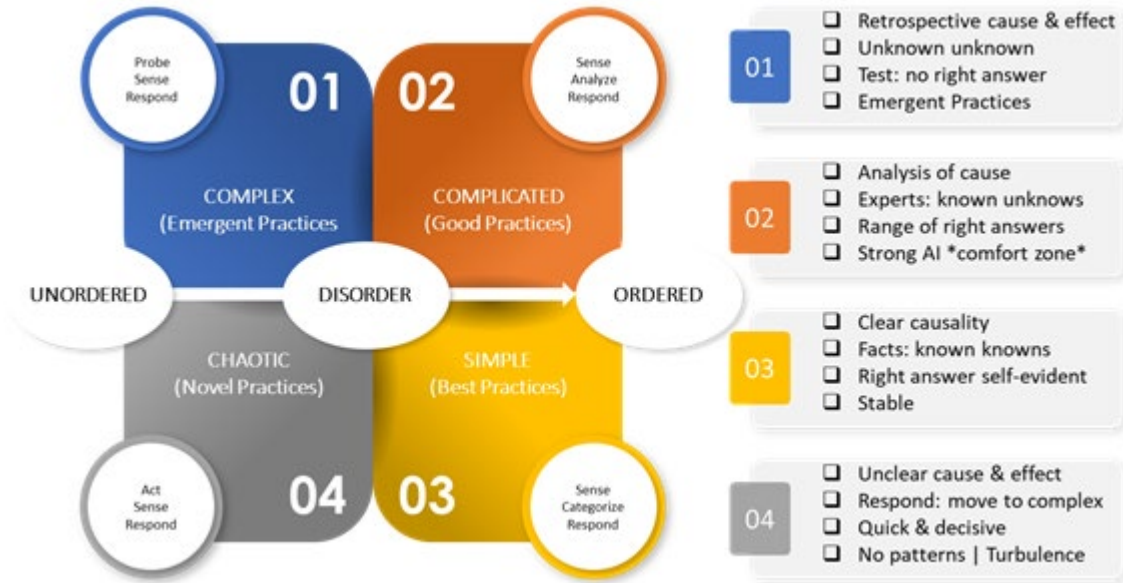 Probe
Sense
Respond
01
COMPLEX
(Emergent Practices
02
Sense
Analyze
Respond
COMPLICATED
(Good Practices)
UNORDERED
DISORDER
ORDERED
CHAOTIC
(Novel Practices)
Act
Sense
Respond
04
SIMPLE
(Best Practices)
03
Sense
Categorize
Respond
01
Retrospective cause & effect
Unknown unknown
Test: no right answer
Emergent Practices
02
Analysis of cause
Experts: known unknows
Range of right answers
Strong AI *comfort zone*
03
Clear causality
Facts: known knowns
Right answer self-evident
Stable
04
Unclear cause & effect
Respond: move to complex
Quick & decisive
No patterns | Turbulence